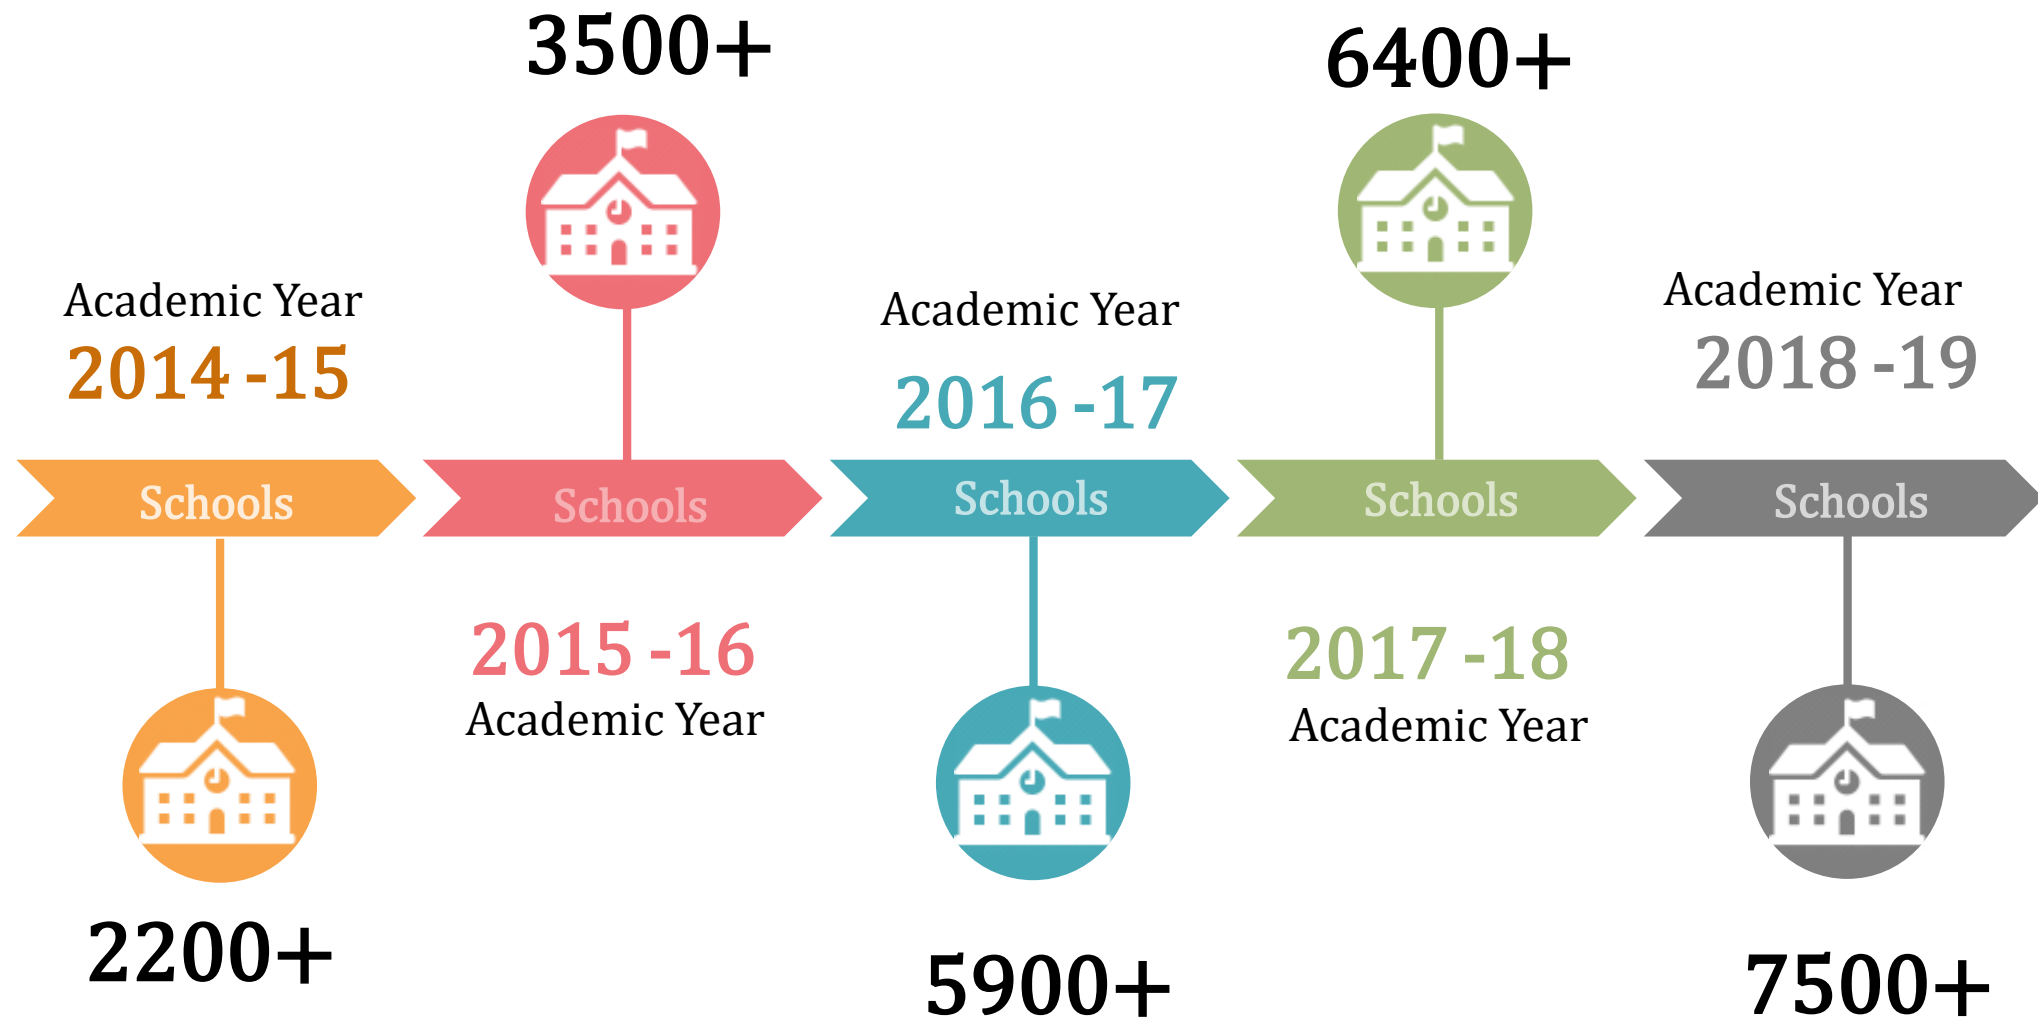 3500+
6400+
Academic Year
2014 -15
Academic Year
2016 -17
Academic Year
2018 -19
Schools
Schools
Schools
Schools
Schools
2015 -16
Academic Year
2017 -18
Academic Year
2200+
5900+
7500+